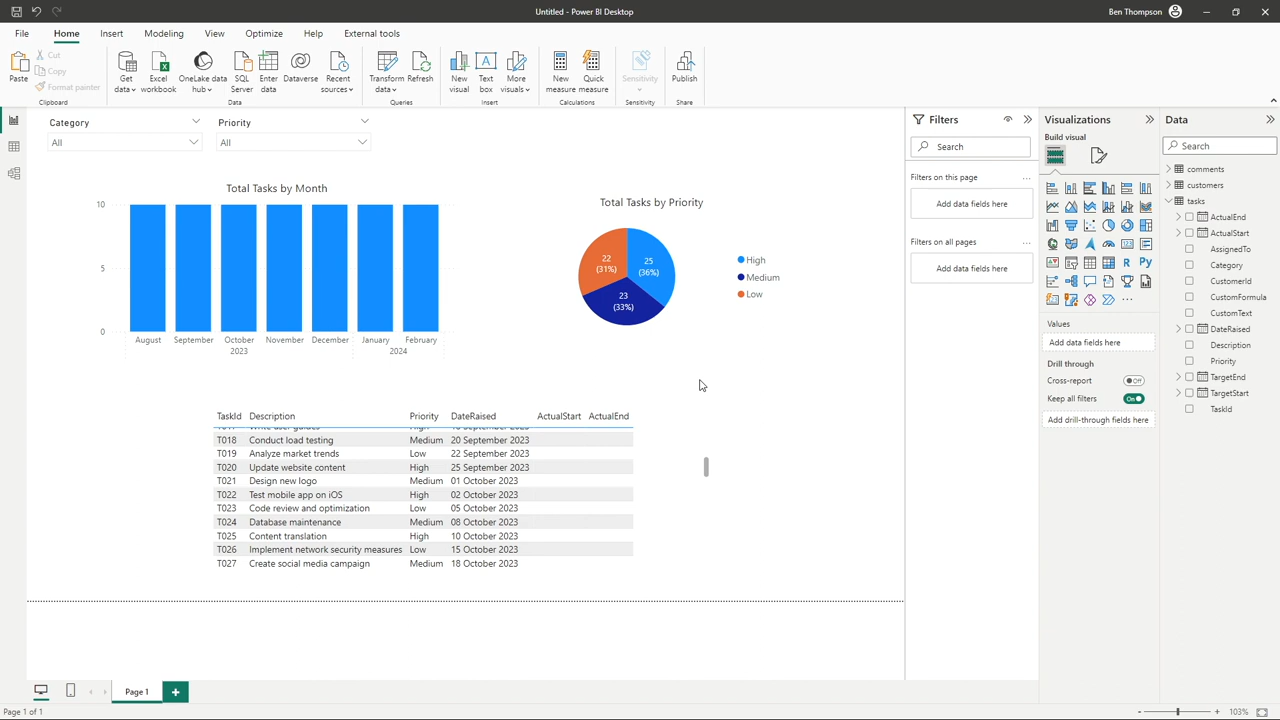 Untitled - Power BI Desktop
Ben Thompson
File Home Insert Modeling View Optimize Help External tools
Paste
Cut
Copy
Format painter
Clipboard
Get data
Excel workbook
OneLake data hub
SQL Server
Enter data
Dataverse
Recent sources
Data
Transform data
Refresh
Queries
New visual
Text box
More visuals
Insert
New measure
Quick measure
Calculations
Sensitivity
Sensitivity
Publish
Share
Category
All
Priority
All
Total Tasks by Month
10
5
0
August September October November December January February
2023 2024
Total Tasks by Priority
22 (31%)
25 (36%)
23 (33%)
High
Medium
Low
TaskId Description Priority DateRaised ActualStart ActualEnd
T018 Conduct load testing Medium 20 September 2023
T019 Analyze market trends Low 22 September 2023
T020 Update website content High 25 September 2023
T021 Design new logo Medium 01 October 2023
T022 Test mobile app on iOS High 02 October 2023
T023 Code review and optimization Low 05 October 2023
T024 Database maintenance Medium 08 October 2023
T025 Content translation High 10 October 2023
T026 Implement network security measures Low 15 October 2023
T027 Create social media campaign Medium 18 October 2023
Filters
Search
Filters on this page
Add data fields here
Filters on all pages
Add data fields here
Visualizations
Build visual
R Py
123
Values
Add data fields here
Drill through
Cross-report Off
Keep all filters On
Add drill-through fields here
Data
Search
comments
customers
tasks
ActualEnd
ActualStart
AssignedTo
Category
CustomerId
CustomFormula
CustomText
DateRaised
Description
Priority
TargetEnd
TargetStart
TaskId
Page 1
Page 1 of 1
103%